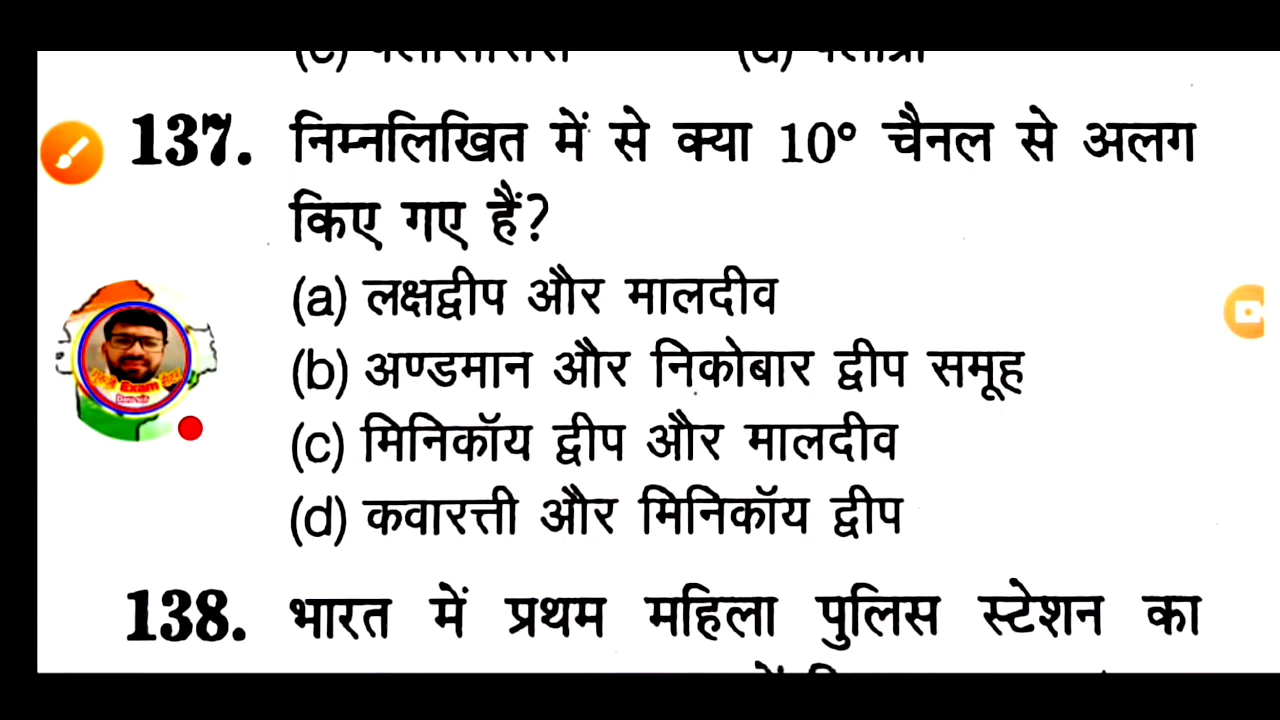 137. निम्नलिखित में से क्या 10° चैनल से अलग
किए गए हैं?
(a) लक्षद्वीप और मालदीव
(b) अण्डमान और निकोबार द्वीप समूह
(c) मिनिकॉय द्वीप और मालदीव
(d) कवारत्ती और मिनिकॉय द्वीप
Exam
138. भारत में प्रथम महिला पुलिस स्टेशन का